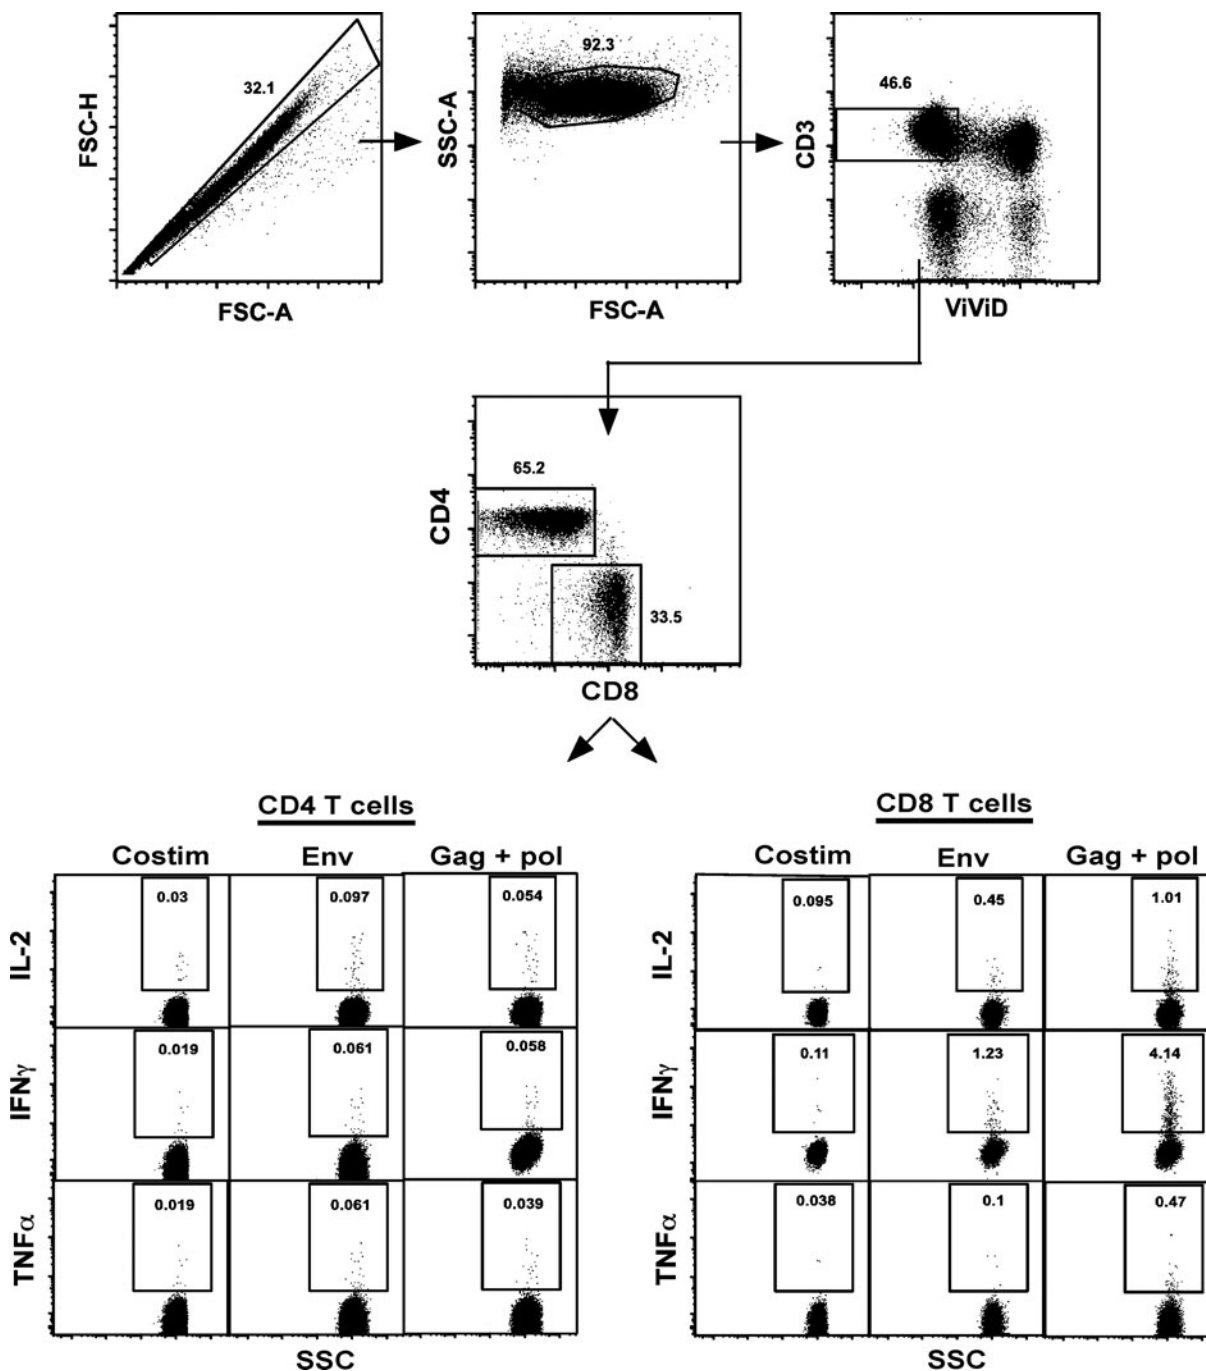 FSC-H
32.1
FSC-A
SSC-A
92.3
FSC-A
CD3
46.6
ViViD
CD4
65.2
33.5
CD8
CD4 T cells
Costim Env Gag + pol
IL-2
0.03 0.097 0.054
IFNγ
0.019 0.061 0.058
TNFα
0.019 0.061 0.039
SSC
CD8 T cells
Costim Env Gag + pol
IL-2
0.095 0.45 1.01
IFNγ
0.11 1.23 4.14
TNFα
0.038 0.1 0.47
SSC